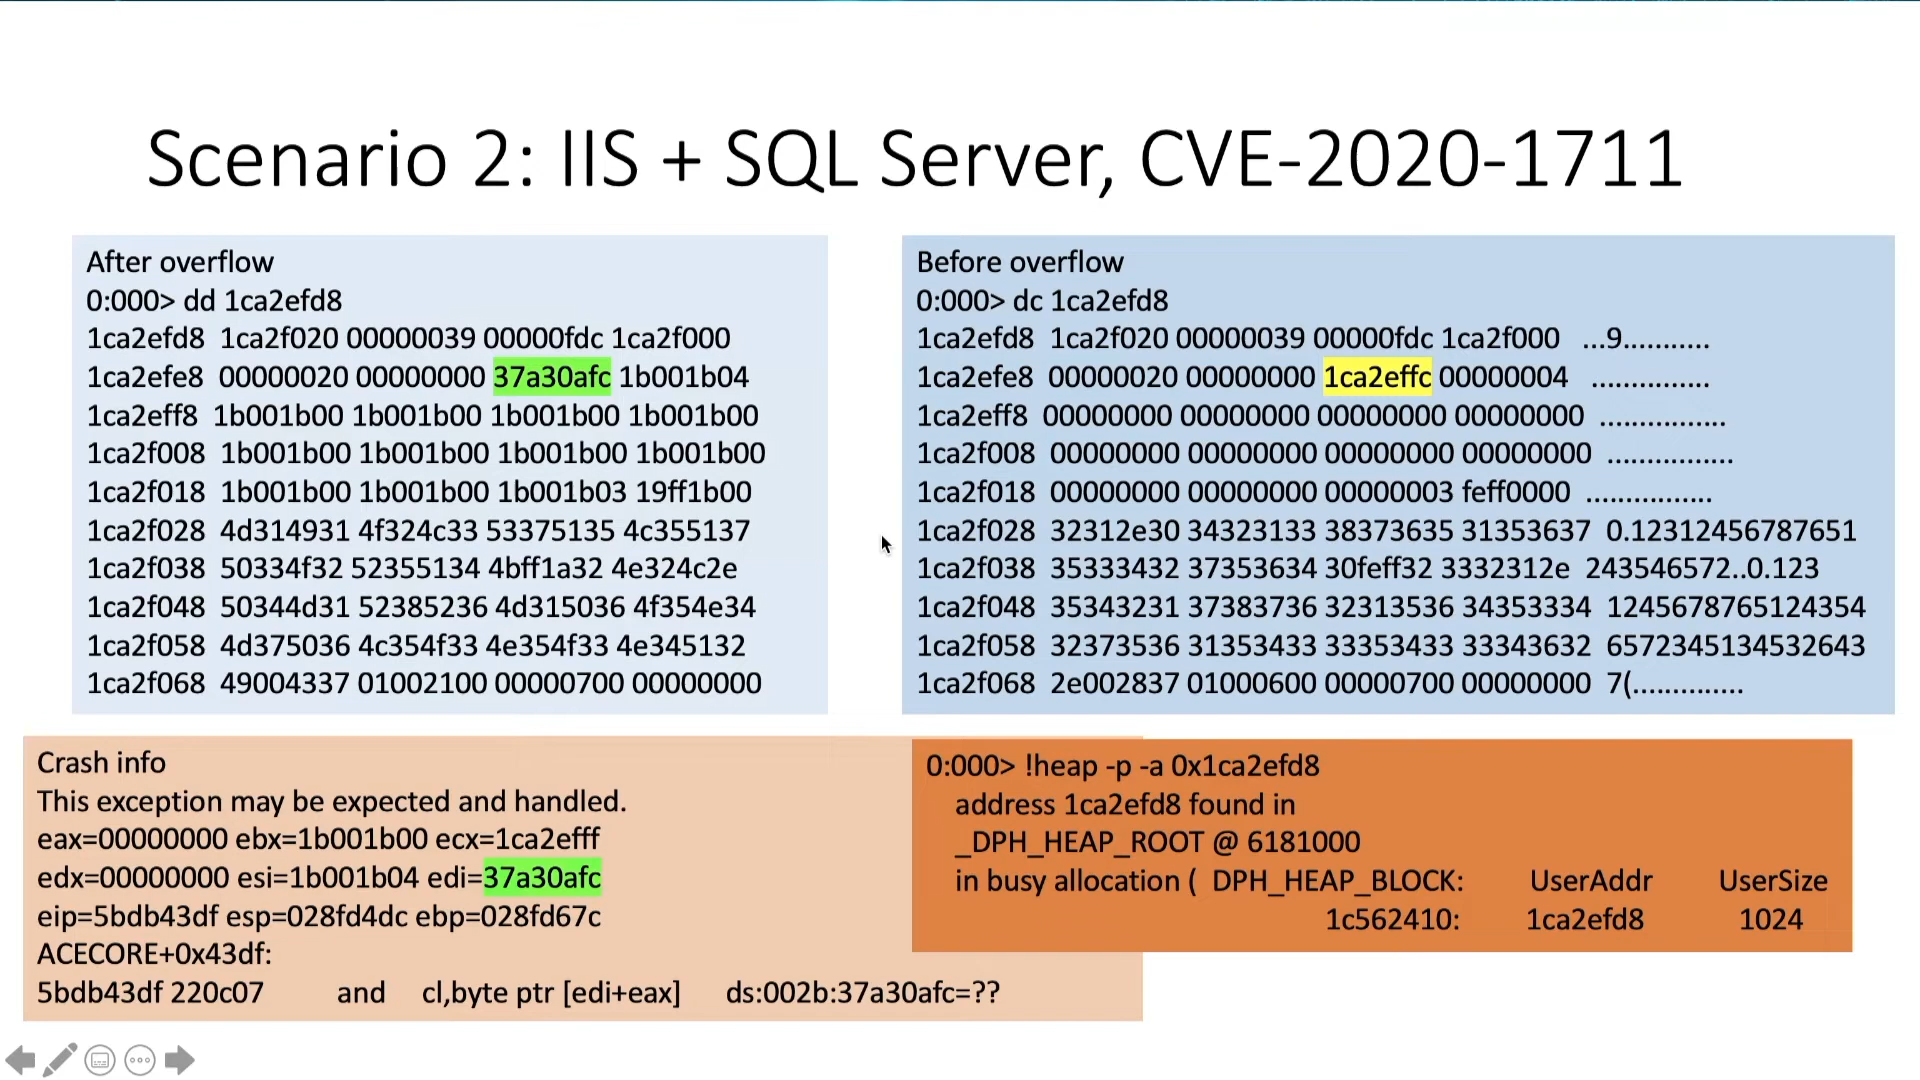 Scenario 2: IIS + SQL Server, CVE-2020-1711
After overflow
0:000> dd 1ca2efd8
1ca2efd8 1ca2f020 00000039 00000fdc 1ca2f000
1ca2efe8 00000020 00000000 37a30afc 1b001b04
1ca2eff8 1b001b00 1b001b00 1b001b00 1b001b00
1ca2f008 1b001b00 1b001b00 1b001b00 1b001b00
1ca2f018 1b001b00 1b001b00 1b001b03 19ff1b00
1ca2f028 4d314931 4f324c33 53375135 4c355137
1ca2f038 50334f32 52355134 4bff1a32 4e324c2e
1ca2f048 50344d31 52385236 4d315036 4f354e34
1ca2f058 4d375036 4c354f33 4e354f33 4e345132
1ca2f068 49004337 01002100 00000700 00000000
Before overflow
0:000> dc 1ca2efd8
1ca2efd8 1ca2f020 00000039 00000fdc 1ca2f000 ...9...........
1ca2efe8 00000020 00000000 1ca2effc 00000004 ...............
1ca2eff8 00000000 00000000 00000000 00000000 ................
1ca2f008 00000000 00000000 00000000 00000000 ................
1ca2f018 00000000 00000000 00000003 feff0000 ................
1ca2f028 32312e30 34323133 38373635 31353637 0.12312456787651
1ca2f038 35333432 37353634 30feff32 3332312e 243546572..0.123
1ca2f048 35343231 37383736 32313536 34353334 1245678765124354
1ca2f058 32373536 31353433 33353433 33343632 6572345134532643
1ca2f068 2e002837 01000600 00000700 00000000 7(.............
Crash info
This exception may be expected and handled.
eax=00000000 ebx=1b001b00 ecx=1ca2efff
edx=00000000 esi=1b001b04 edi=37a30afc
eip=5bdb43df esp=028fd4dc ebp=028fd67c
ACECORE+0x43df:
5bdb43df 220c07 and cl,byte ptr [edi+eax] ds:002b:37a30afc=??
0:000> !heap -p -a 0x1ca2efd8
address 1ca2efd8 found in
_DPH_HEAP_ROOT @ 6181000
in busy allocation ( DPH_HEAP_BLOCK: UserAddr UserSize
1c562410: 1ca2efd8 1024